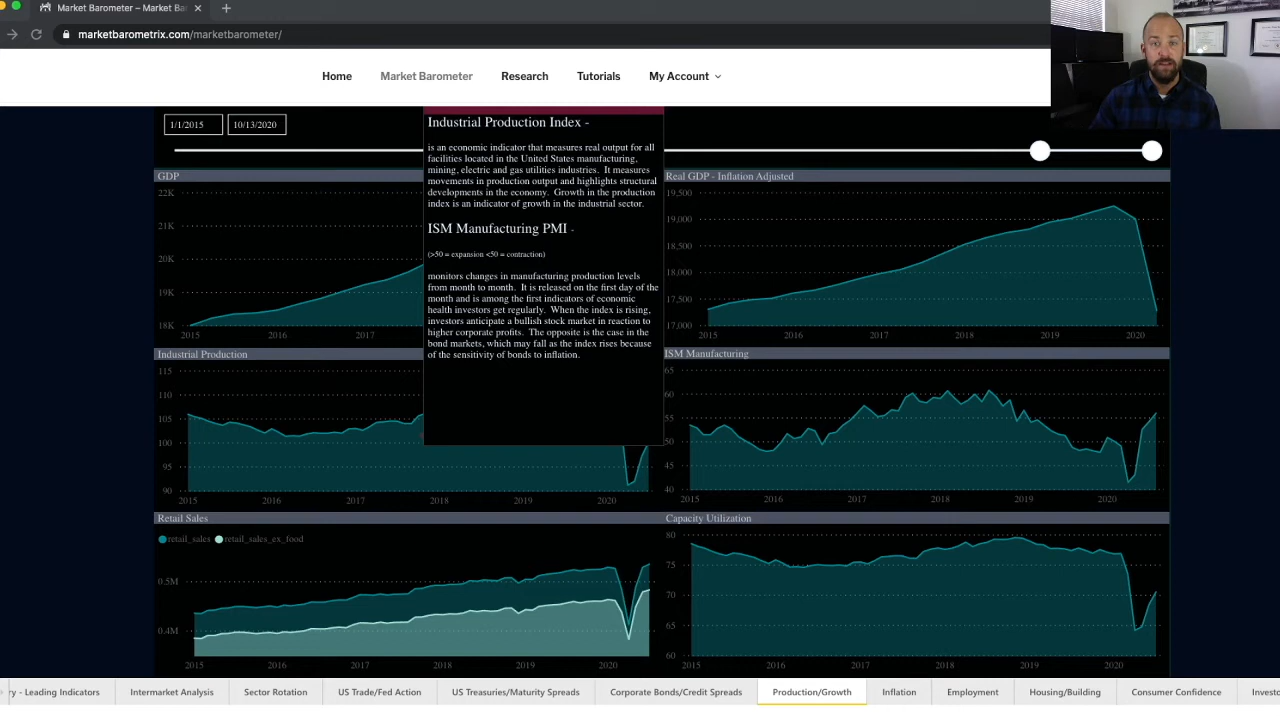 Market Barometer – Market Ba
marketbarometrix.com/marketbarometer/
Home
Market Barometer
Research
Tutorials
My Account
1/1/2015
10/13/2020
GDP
22K
21K
20K
19K
18K
2015
2016
2017
Industrial Production Index -
is an economic indicator that measures real output for all
facilities located in the United States manufacturing,
mining, electric and gas utilities industries. It measures
movements in production output and highlights structural
developments in the economy. Growth in the production
index is an indicator of growth in the industrial sector.
ISM Manufacturing PMI -
(>50 = expansion <50 = contraction)
monitors changes in manufacturing production levels
from month to month. It is released on the first day of the
month and is among the first indicators of economic
health investors get regularly. When the index is rising,
investors anticipate a bullish stock market in reaction to
higher corporate profits. The opposite is the case in the
bond markets, which may fall as the index rises because
of the sensitivity of bonds to inflation.
Real GDP - Inflation Adjusted
19,500
19,000
18,500
18,000
17,500
17,000
2015
2016
2017
2018
2019
2020
Industrial Production
115
110
105
100
95
90
2015
2016
2017
2018
2019
2020
ISM Manufacturing
65
60
55
50
45
40
2015
2016
2017
2018
2019
2020
Retail Sales
retail_sales
retail_sales_ex_food
0.5M
0.4M
2015
2016
2017
2018
2019
2020
Capacity Utilization
80
75
70
65
60
2015
2016
2017
2018
2019
2020
ry - Leading Indicators
Intermarket Analysis
Sector Rotation
US Trade/Fed Action
US Treasuries/Maturity Spreads
Corporate Bonds/Credit Spreads
Production/Growth
Inflation
Employment
Housing/Building
Consumer Confidence
Investo